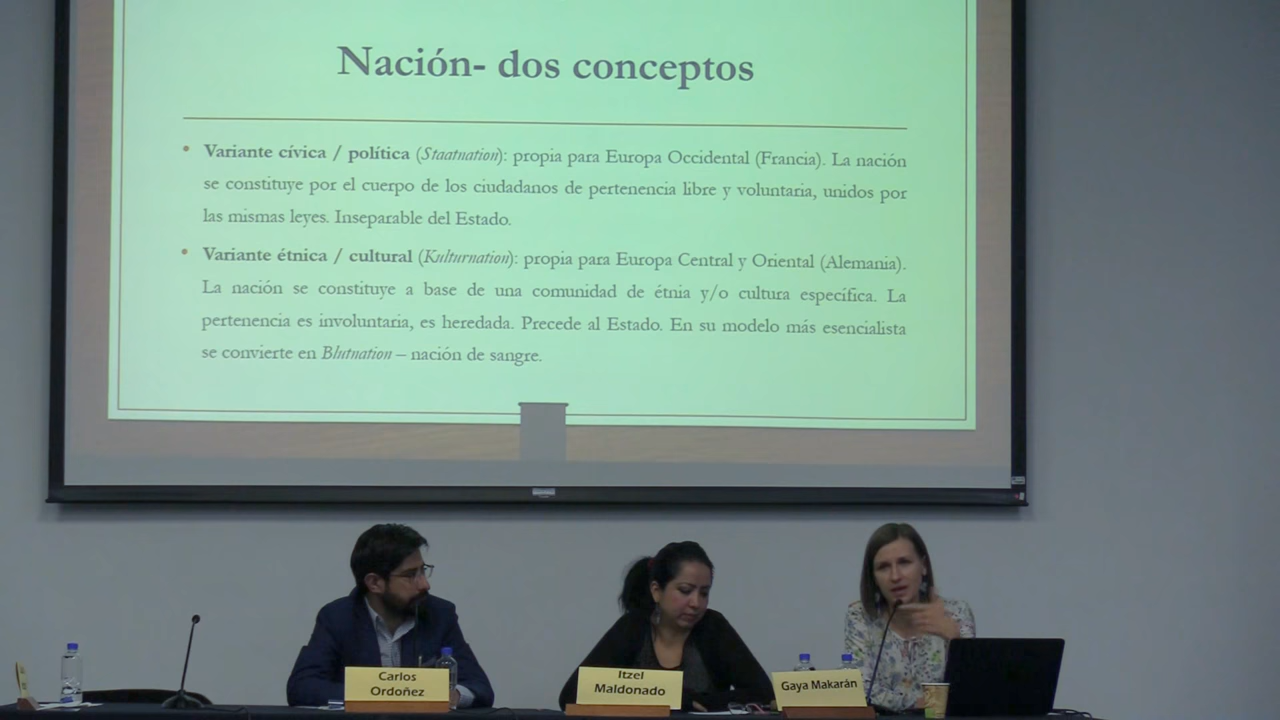 Nación- dos conceptos
• Variante cívica / política (Staatnation): propia para Europa Occidental (Francia). La nación
se constituye por el cuerpo de los ciudadanos de pertenencia libre y voluntaria, unidos por
las mismas leyes. Inseparable del Estado.
• Variante étnica / cultural (Kulturnation): propia para Europa Central y Oriental (Alemania).
La nación se constituye a base de una comunidad de étnia y/o cultura específica. La
pertenencia es involuntaria, es heredada. Precede al Estado. En su modelo más esencialista
se convierte en Blutnation – nación de sangre.
Carlos
Ordoñez
Itzel
Maldonado
Gaya Makarán